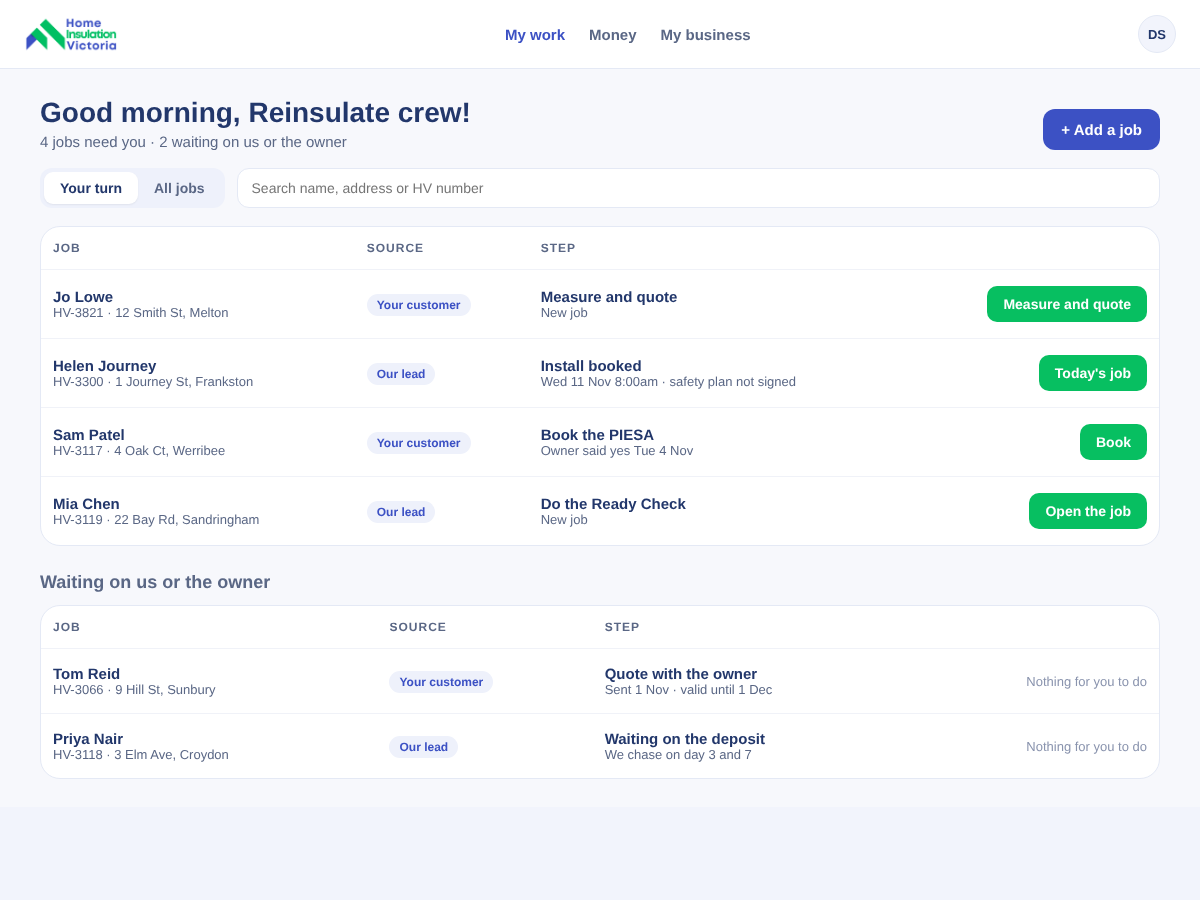 Home
Insulation
Victoria
My work
Money
My business
DS
Good morning, Reinsulate crew!
4 jobs need you · 2 waiting on us or the owner
+ Add a job
Your turn
All jobs
Search name, address or HV number
JOB
SOURCE
STEP
Jo Lowe
HV-3821 · 12 Smith St, Melton
Your customer
Measure and quote
New job
Measure and quote
Helen Journey
HV-3300 · 1 Journey St, Frankston
Our lead
Install booked
Wed 11 Nov 8:00am · safety plan not signed
Today's job
Sam Patel
HV-3117 · 4 Oak Ct, Werribee
Your customer
Book the PIESA
Owner said yes Tue 4 Nov
Book
Mia Chen
HV-3119 · 22 Bay Rd, Sandringham
Our lead
Do the Ready Check
New job
Open the job
Waiting on us or the owner
JOB
SOURCE
STEP
Tom Reid
HV-3066 · 9 Hill St, Sunbury
Your customer
Quote with the owner
Sent 1 Nov · valid until 1 Dec
Nothing for you to do
Priya Nair
HV-3118 · 3 Elm Ave, Croydon
Our lead
Waiting on the deposit
We chase on day 3 and 7
Nothing for you to do